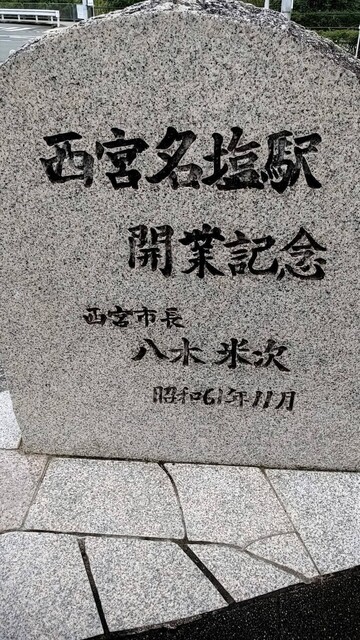 西宮名塩駅
開業記念
西宮市長
八木米次
昭和61年11月